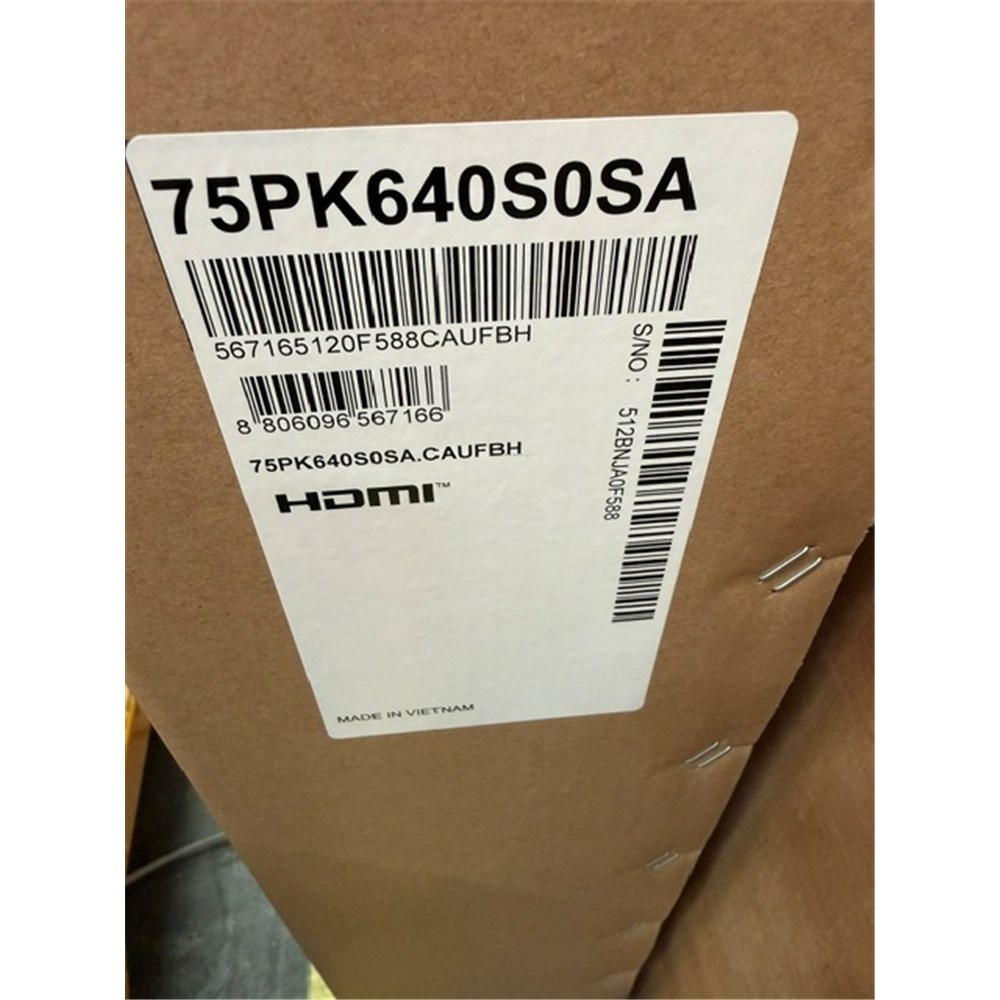 75PK640S0SA
567165120F588CAUFBH
8 806096 567166
75PK640S0SA.CAUFBH
HDMI™
S/NO : 512BNJA0F588
MADE IN VIETNAM